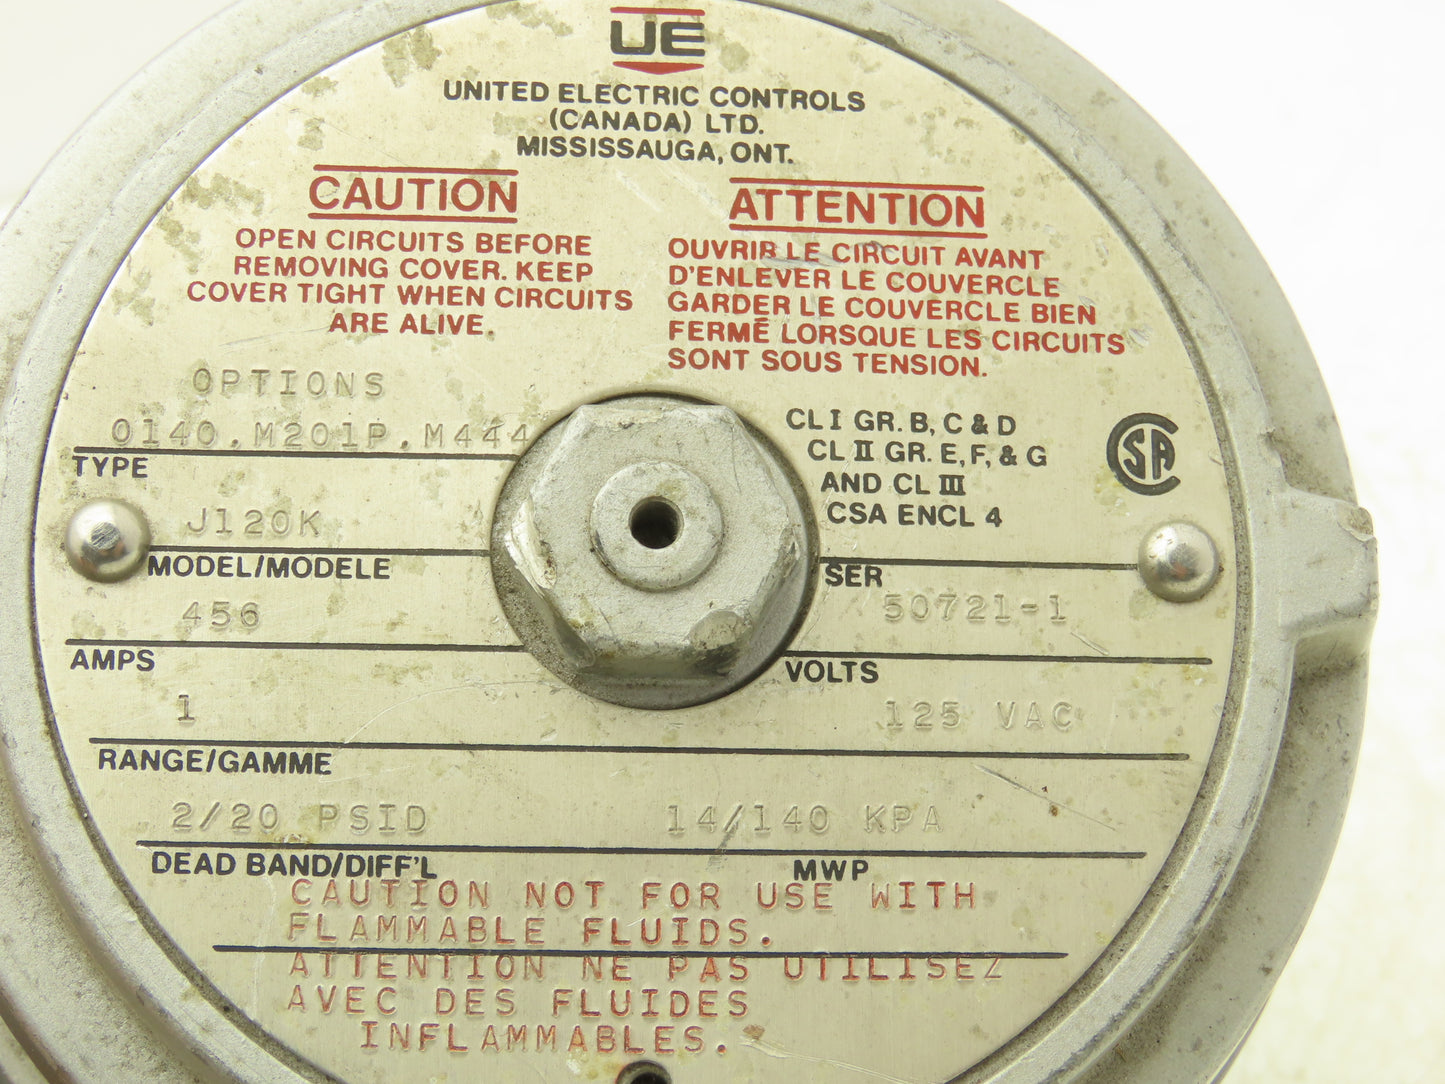 UE
UNITED ELECTRIC CONTROLS
(CANADA) LTD.
MISSISSAUGA, ONT.
CAUTION
OPEN CIRCUITS BEFORE
REMOVING COVER. KEEP
COVER TIGHT WHEN CIRCUITS
ARE ALIVE.
ATTENTION
OUVRIR LE CIRCUIT AVANT
D'ENLEVER LE COUVERCLE
GARDER LE COUVERCLE BIEN
FERMÉ LORSQUE LES CIRCUITS
SONT SOUS TENSION.
OPTIONS
0140.M201P.M444
CL I GR. B, C & D
CL II GR. E, F, & G
AND CL III
CSA ENCL 4
CSA
TYPE
J120K
MODEL/MODELE
456
SER
50721-1
AMPS
1
VOLTS
125 VAC
RANGE/GAMME
2/20 PSID 14/140 KPA
DEAD BAND/DIFF'L MWP
CAUTION NOT FOR USE WITH
FLAMMABLE FLUIDS.
ATTENTION NE PAS UTILISEZ
AVEC DES FLUIDES
INFLAMMABLES.